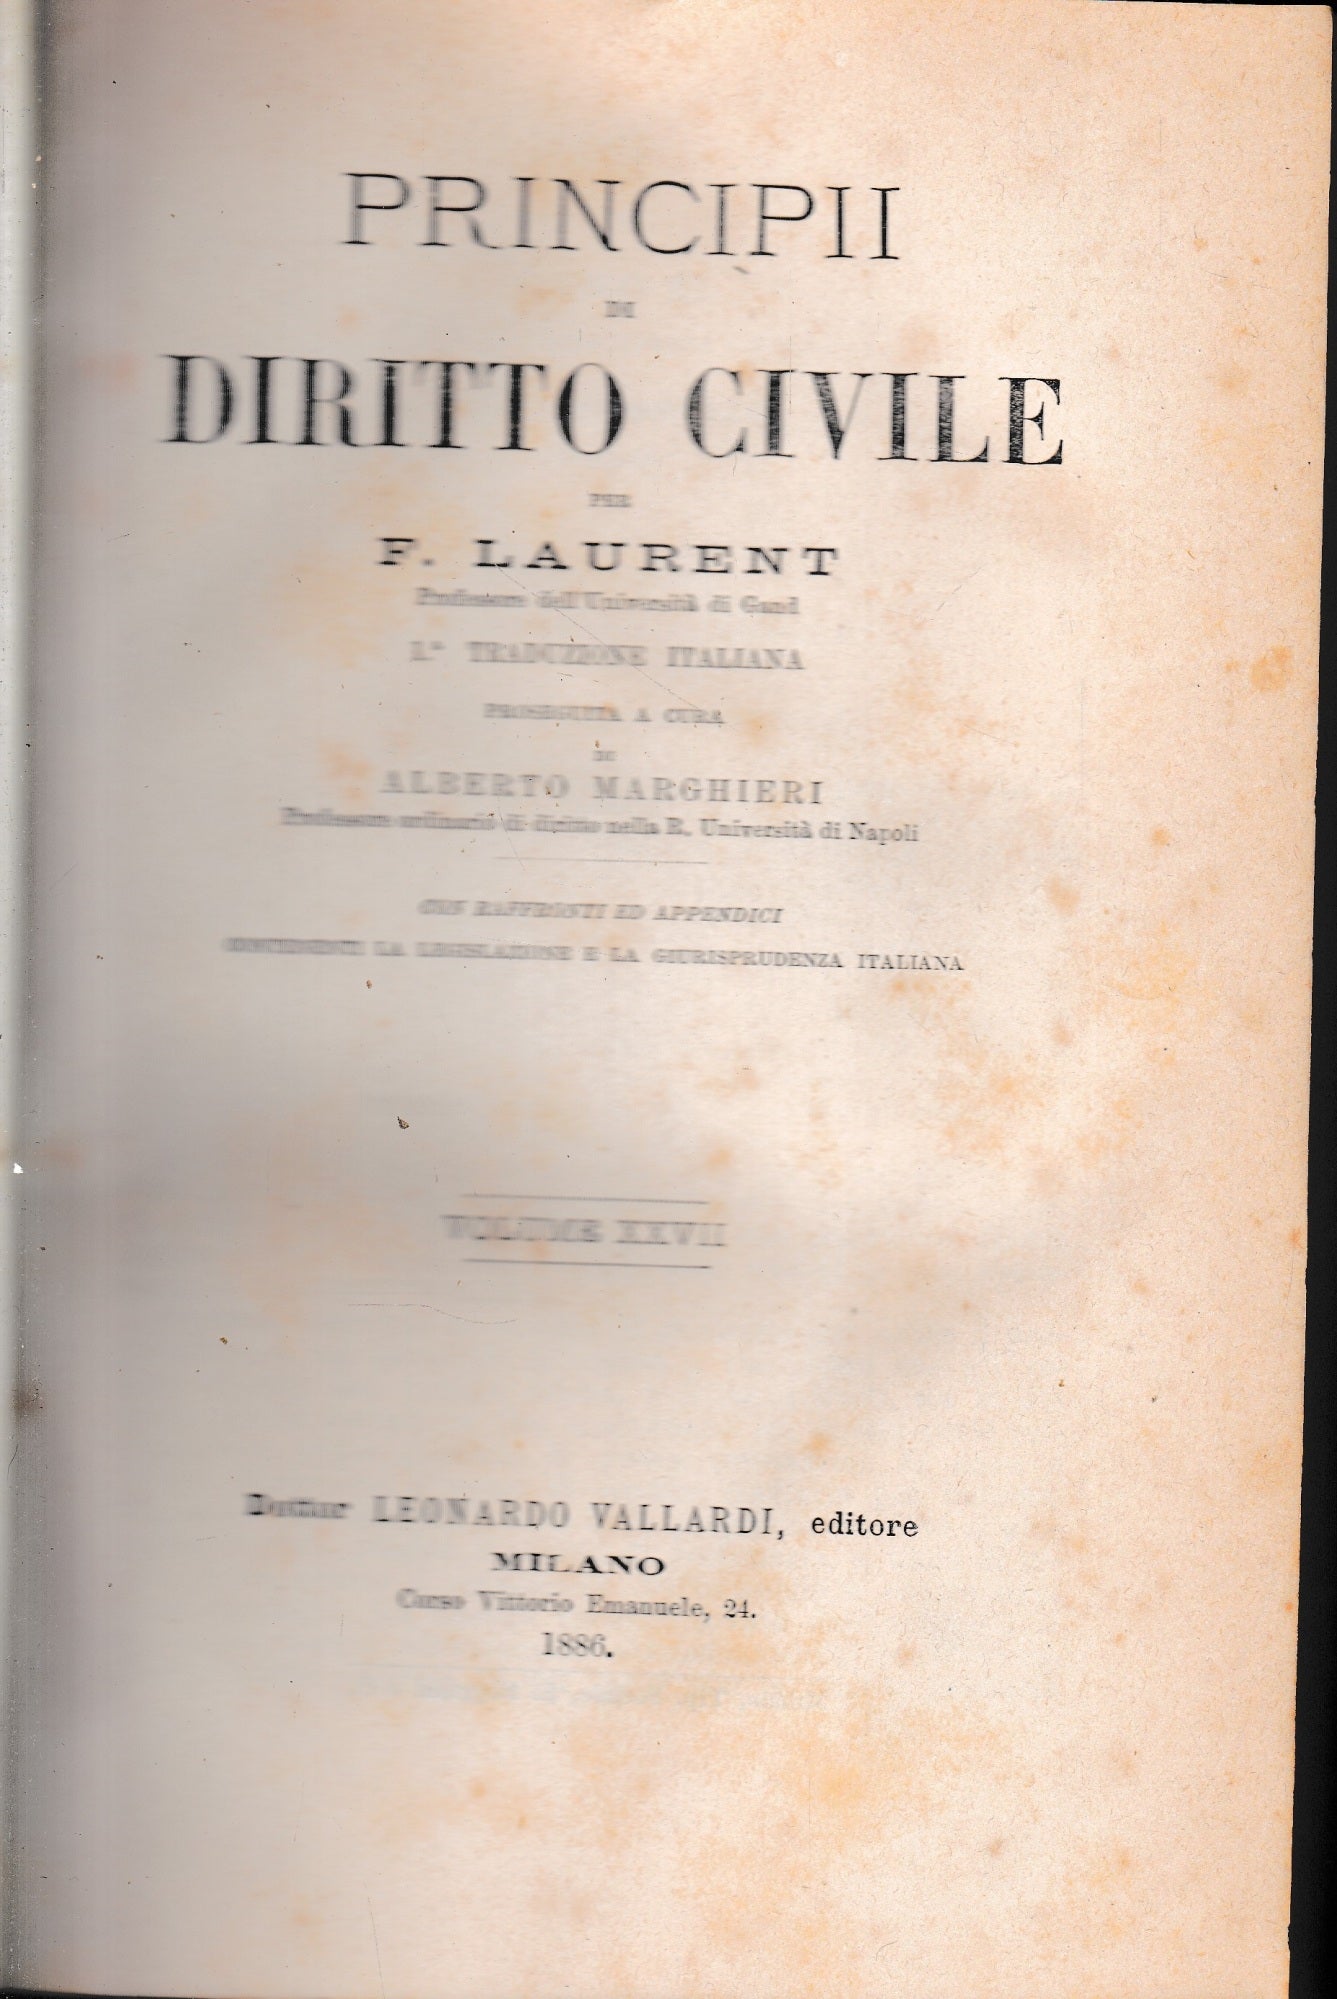 PRINCIPII
DI
DIRITTO CIVILE
PER
F. LAURENT
Professore dell'Università di Gand
1.ª TRADUZIONE ITALIANA
PROSEGUITA A CURA
DI
ALBERTO MARGHIERI
Professore ordinario di diritto nella R. Università di Napoli
CON RAFFRONTI ED APPENDICI
CONCERNENTI LA LEGISLAZIONE E LA GIURISPRUDENZA ITALIANA
VOLUME XXVII
Dottor LEONARDO VALLARDI, editore
MILANO
Corso Vittorio Emanuele, 24.
1886.